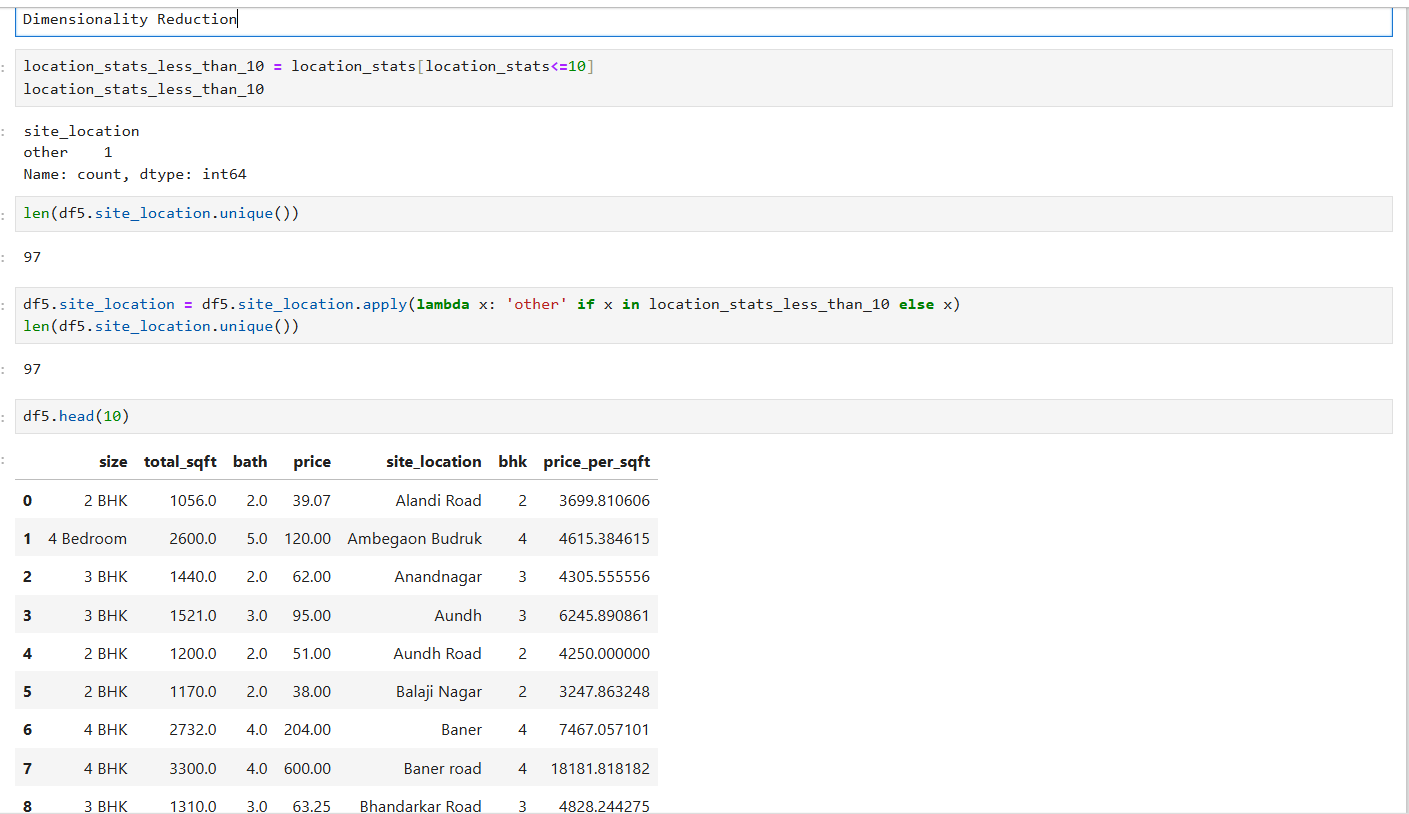 Dimensionality Reduction
location_stats_less_than_10 = location_stats[location_stats<=10]
location_stats_less_than_10
site_location
other    1
Name: count, dtype: int64
len(df5.site_location.unique())
97
df5.site_location = df5.site_location.apply(lambda x: 'other' if x in location_stats_less_than_10 else x)
len(df5.site_location.unique())
97
df5.head(10)
size total_sqft bath price site_location bhk price_per_sqft
0 2 BHK 1056.0 2.0 39.07 Alandi Road 2 3699.810606
1 4 Bedroom 2600.0 5.0 120.00 Ambegaon Budruk 4 4615.384615
2 3 BHK 1440.0 2.0 62.00 Anandnagar 3 4305.555556
3 3 BHK 1521.0 3.0 95.00 Aundh 3 6245.890861
4 2 BHK 1200.0 2.0 51.00 Aundh Road 2 4250.000000
5 2 BHK 1170.0 2.0 38.00 Balaji Nagar 2 3247.863248
6 4 BHK 2732.0 4.0 204.00 Baner 4 7467.057101
7 4 BHK 3300.0 4.0 600.00 Baner road 4 18181.818182
8 3 BHK 1310.0 3.0 63.25 Bhandarkar Road 3 4828.244275